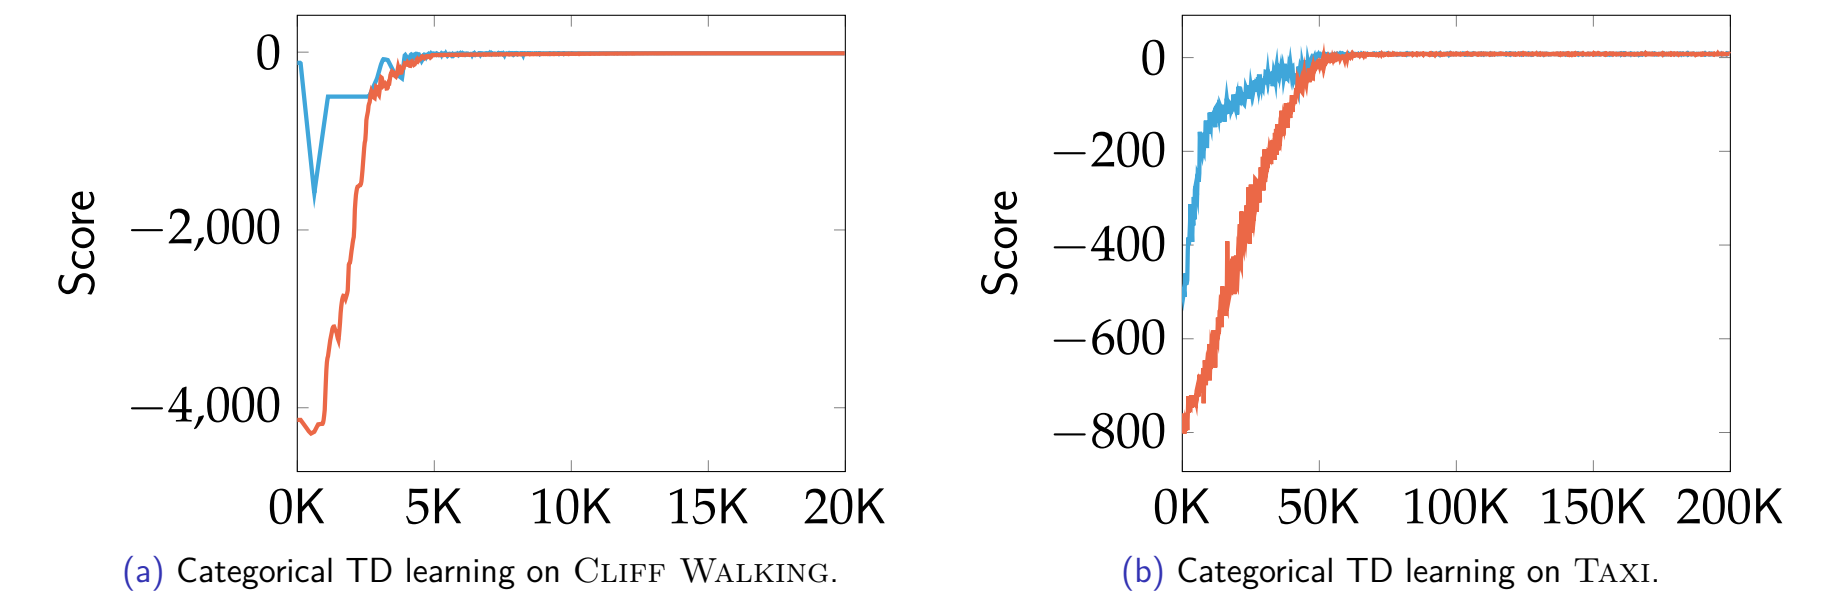 Score
0
−2,000
−4,000
0K 5K 10K 15K 20K
(a) Categorical TD learning on CLIFF WALKING.
Score
0
−200
−400
−600
−800
0K 50K 100K 150K 200K
(b) Categorical TD learning on TAXI.